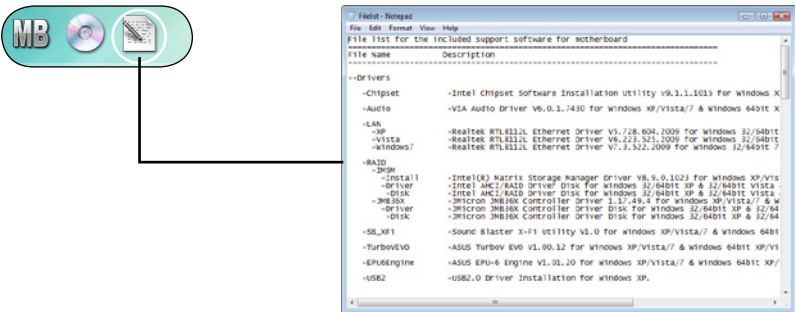 MB
Filelist - Notepad
File Edit Format View Help
File list for the included support software for motherboard
File Name Description
--Drivers
-Chipset -Intel Chipset Software Installation Utility v9.1.1.1015 for Windows X
-Audio -VIA Audio Driver V6.0.1.7430 for Windows XP/Vista/7 & Windows 64bit X
-LAN
-XP -Realtek RTL8112L Ethernet Driver V5.728.604.2009 for Windows 32/64bit
-Vista -Realtek RTL8112L Ethernet Driver V6.223.525.2009 for Windows 32/64bit
-Windows7 -Realtek RTL8112L Ethernet Driver V7.3.522.2009 for Windows 32/64bit 7
-RAID
-IMSM
-Install -Intel(R) Matrix Storage Manager Driver V8.9.0.1023 for Windows XP/Vis
-Driver -Intel AHCI/RAID Driver Disk for Windows 32/64bit XP & 32/64bit Vista
-Disk -Intel AHCI/RAID Driver Disk for Windows 32/64bit XP & 32/64bit Vista
-JMB36X -JMicron JMB36X Controller Driver 1.17.49.4 for Windows XP/Vista/7 & W
-Driver -JMicron JMB36X Controller Driver Disk for Windows 32/64bit XP & 32/64
-Disk -JMicron JMB36X Controller Driver Disk for Windows 32/64bit XP & 32/64
-SB_XFi -Sound Blaster X-Fi Utility V1.0 for Windows XP/Vista/7 & Windows 64bi
-TurboVEVO -ASUS TurboV EVO V1.00.12 for Windows XP/Vista/7 & Windows 64bit XP/Vi
-EPU6Engine -ASUS EPU-6 Engine V1.01.20 for Windows XP/Vista/7 & Windows 64bit XP/
-USB2 -USB2.0 Driver Installation for Windows XP.